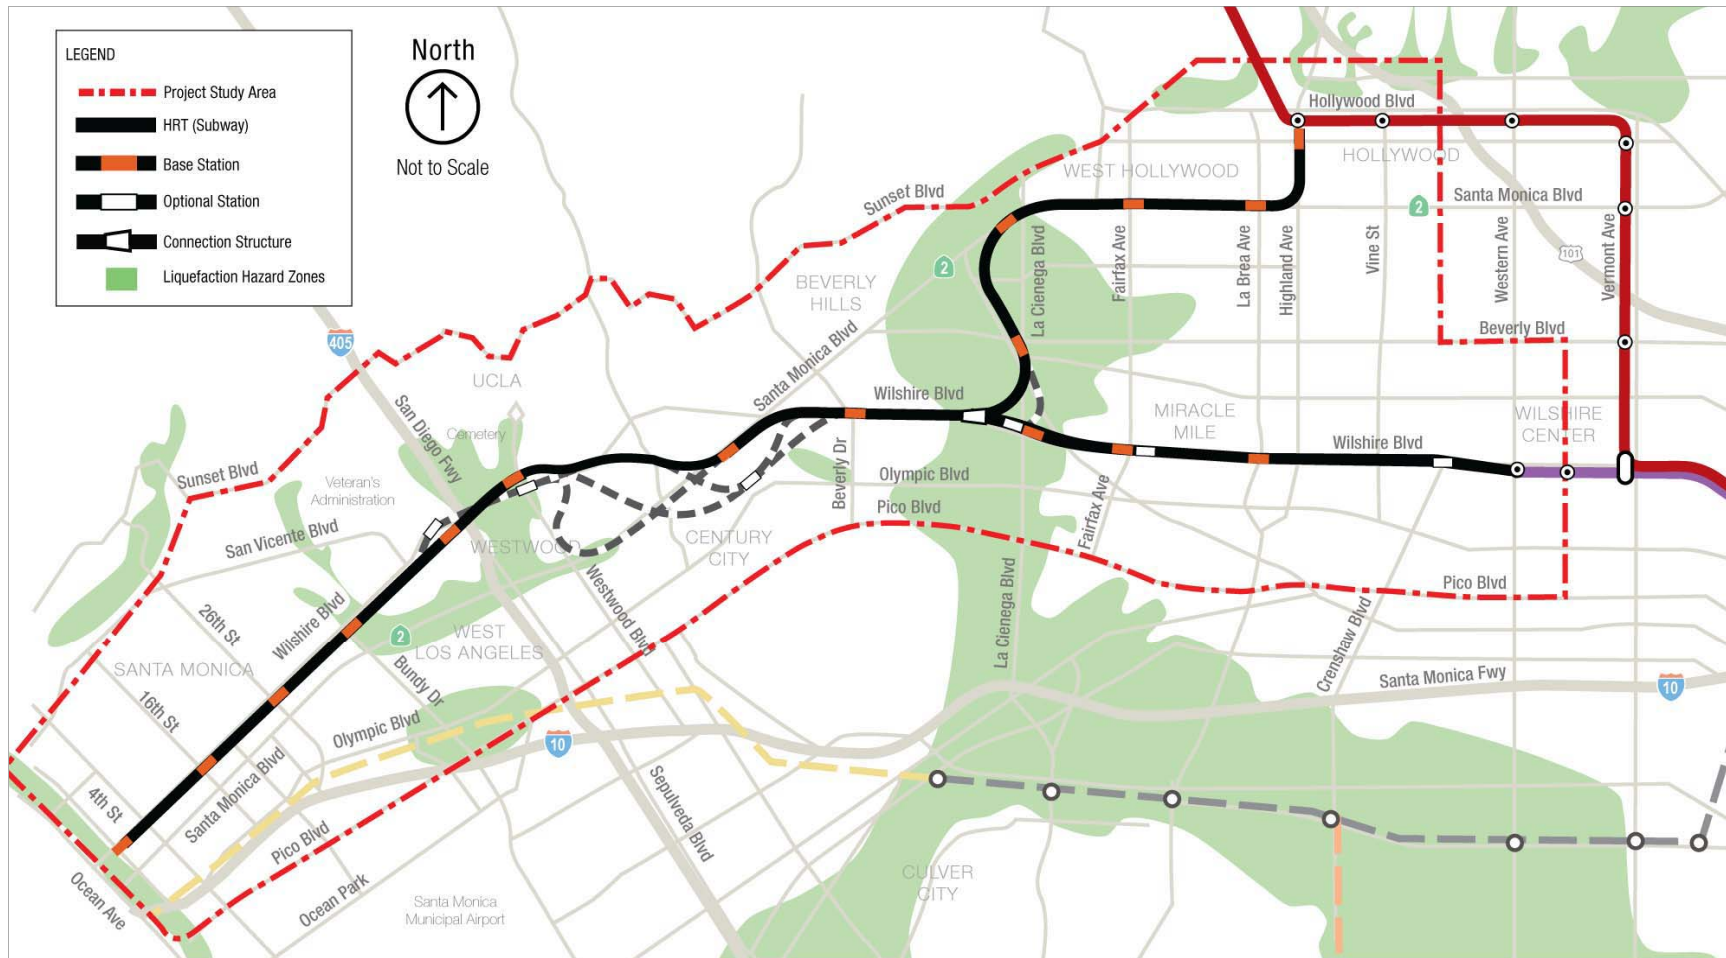 LEGEND
Project Study Area
HRT (Subway)
Base Station
Optional Station
Connection Structure
Liquefaction Hazard Zones
North
Not to Scale
Hollywood Blvd
HOLLYWOOD
WEST HOLLYWOOD
Sunset Blvd
2
Santa Monica Blvd
2
La Cienega Blvd
Fairfax Ave
La Brea Ave
Highland Ave
Vine St
Western Ave
101
Vermont Ave
BEVERLY
HILLS
Beverly Blvd
405
UCLA
Santa Monica Blvd
Wilshire Blvd
MIRACLE
MILE
WILSHIRE
CENTER
Wilshire Blvd
San Diego Fwy
Cemetery
Sunset Blvd
Veteran's
Administration
Beverly Dr
Olympic Blvd
Pico Blvd
Fairfax Ave
San Vicente Blvd
WESTWOOD
CENTURY
CITY
Pico Blvd
Westwood Blvd
La Cienega Blvd
Crenshaw Blvd
26th St
Wilshire Blvd
2
WEST
LOS ANGELES
SANTA MONICA
Bundy Dr
Santa Monica Fwy
10
16th St
Olympic Blvd
10
4th St
Santa Monica Blvd
Pico Blvd
Sepulveda Blvd
Ocean Ave
Ocean Park
Santa Monica
Municipal Airport
CULVER
CITY